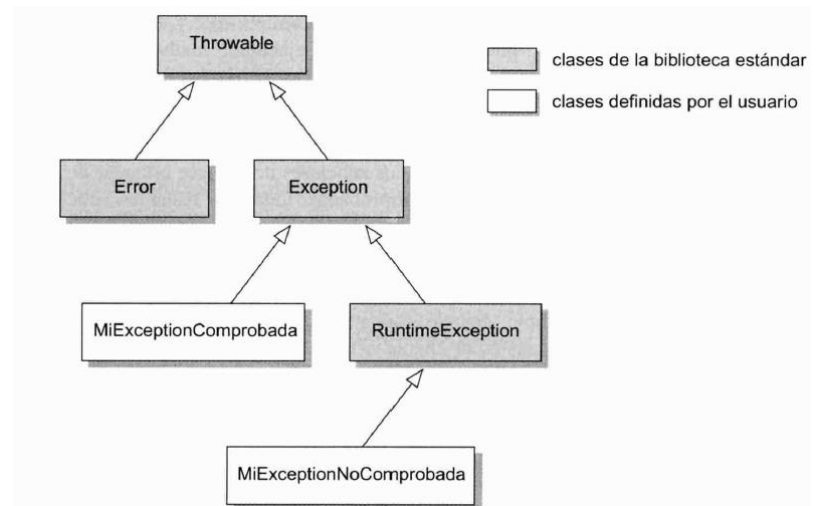 Throwable
clases de la biblioteca estándar
clases definidas por el usuario
Error
Exception
MiExceptionComprobada
RuntimeException
MiExceptionNoComprobada